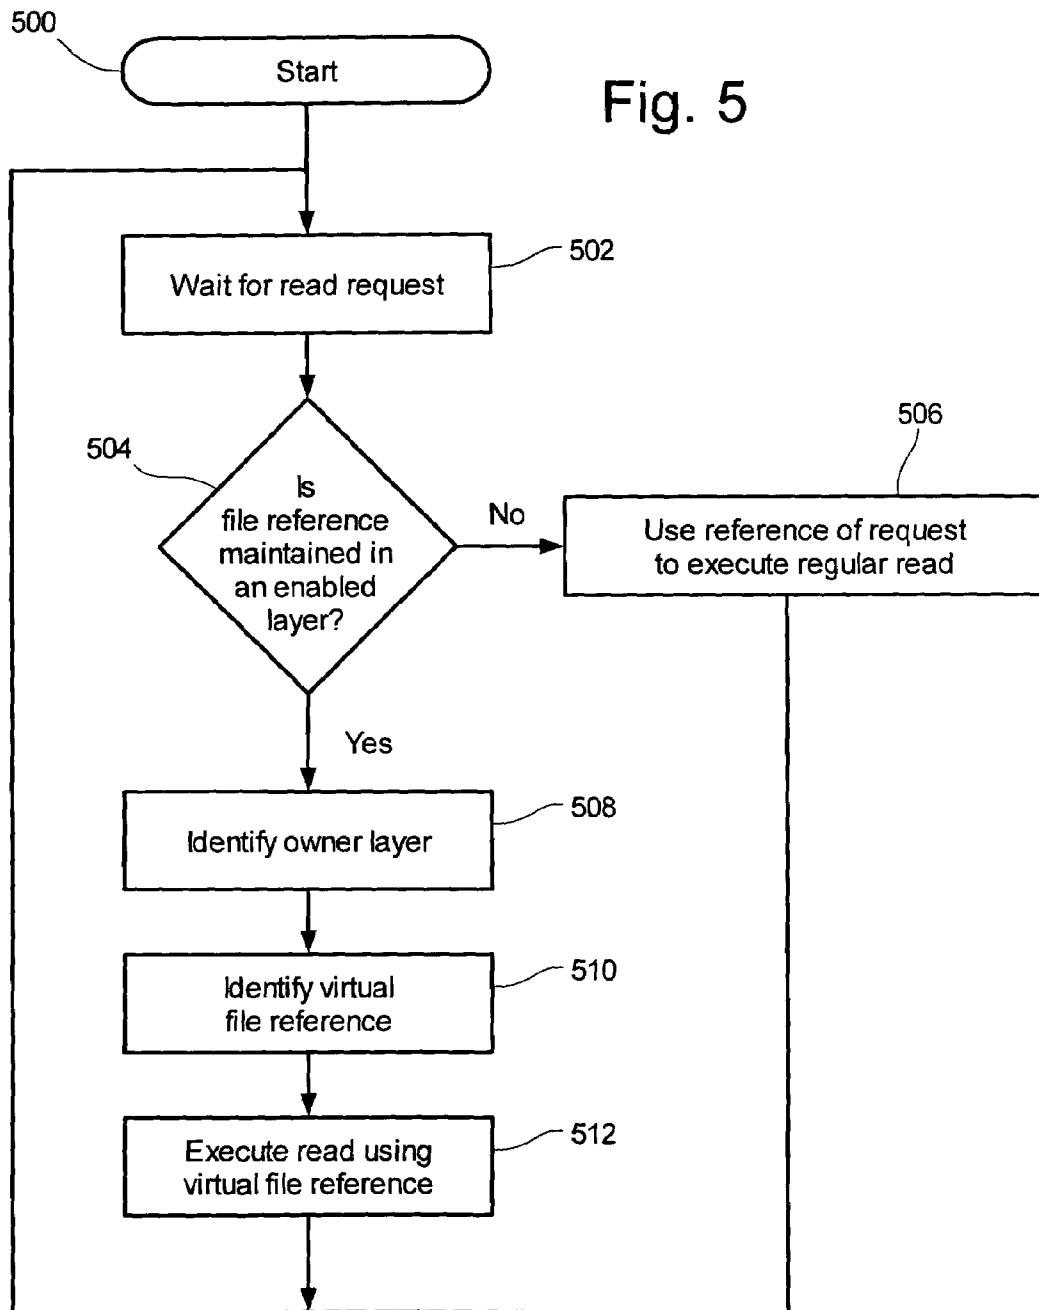 500
Start
Fig. 5
Wait for read request
502
504
Is
file reference
maintained in
an enabled
layer?
No
506
Use reference of request
to execute regular read
Yes
Identify owner layer
508
Identify virtual
file reference
510
Execute read using
virtual file reference
512